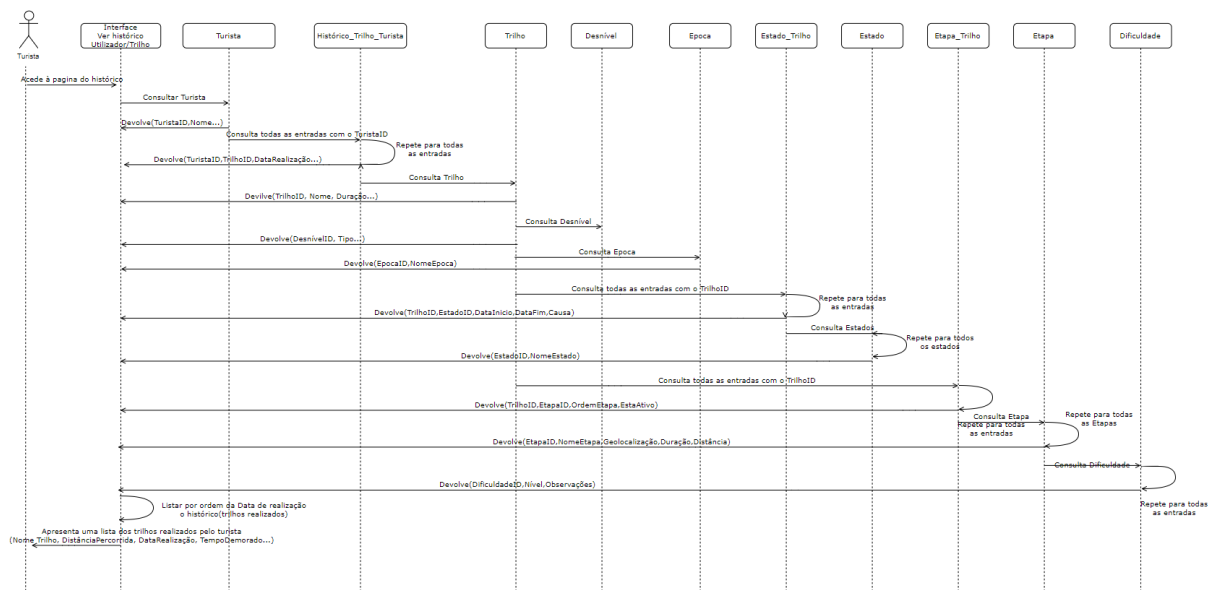 Interface
Ver histórico
Utilizador/Trilho
Turista
Histórico_Trilho_Turista
Trilho
Desnível
Epoca
Estado_Trilho
Estado
Etapa_Trilho
Etapa
Dificuldade
Turista
Acede à pagina do histórico
Consultar Turista
Devolve(TuristaID,Nome...)
Consulta todas as entradas com o TuristaID
Repete para todas
as entradas
Devolve(TuristaID,TrilhoID,DataRealização...)
Consulta Trilho
Devilve(TrilhoID, Nome, Duração...)
Consulta Desnível
Devolve(DesnívelID, Tipo...)
Consulta Epoca
Devolve(EpocaID,NomeEpoca)
Consulta todas as entradas com o TrilhoID
Repete para todas
as entradas
Devolve(TrilhoID,EstadoID,DataInicio,DataFim,Causa)
Consulta Estados
Repete para todos
os estados
Devolve(EstadoID,NomeEstado)
Consulta todas as entradas com o TrilhoID
Devolve(TrilhoID,EtapaID,OrdemEtapa,EstaAtivo)
Consulta Etapa
Repete para todas
as entradas
Repete para todas
as Etapas
Devolve(EtapaID,NomeEtapa,Geolocalização,Duração,Distância)
Consulta Dificuldade
Devolve(DificuldadeID,Nível,Observações)
Repete para todas
as entradas
Listar por ordem da Data de realização
o histórico(trilhos realizados)
Apresenta uma lista dos trilhos realizados pelo turista
(Nome_Trilho, DistânciaPercorrida, DataRealização, TempoDemorado...)